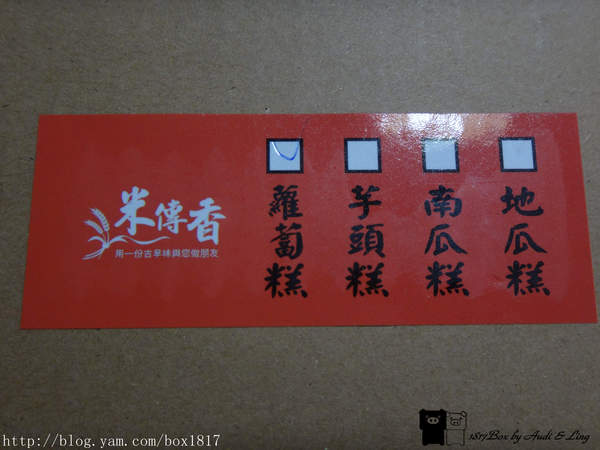 米傳香
用一份古早味與您做朋友
蘿蔔糕
芋頭糕
南瓜糕
地瓜糕
http://blog.yam.com/box1817
1817Box by Audi & Ling